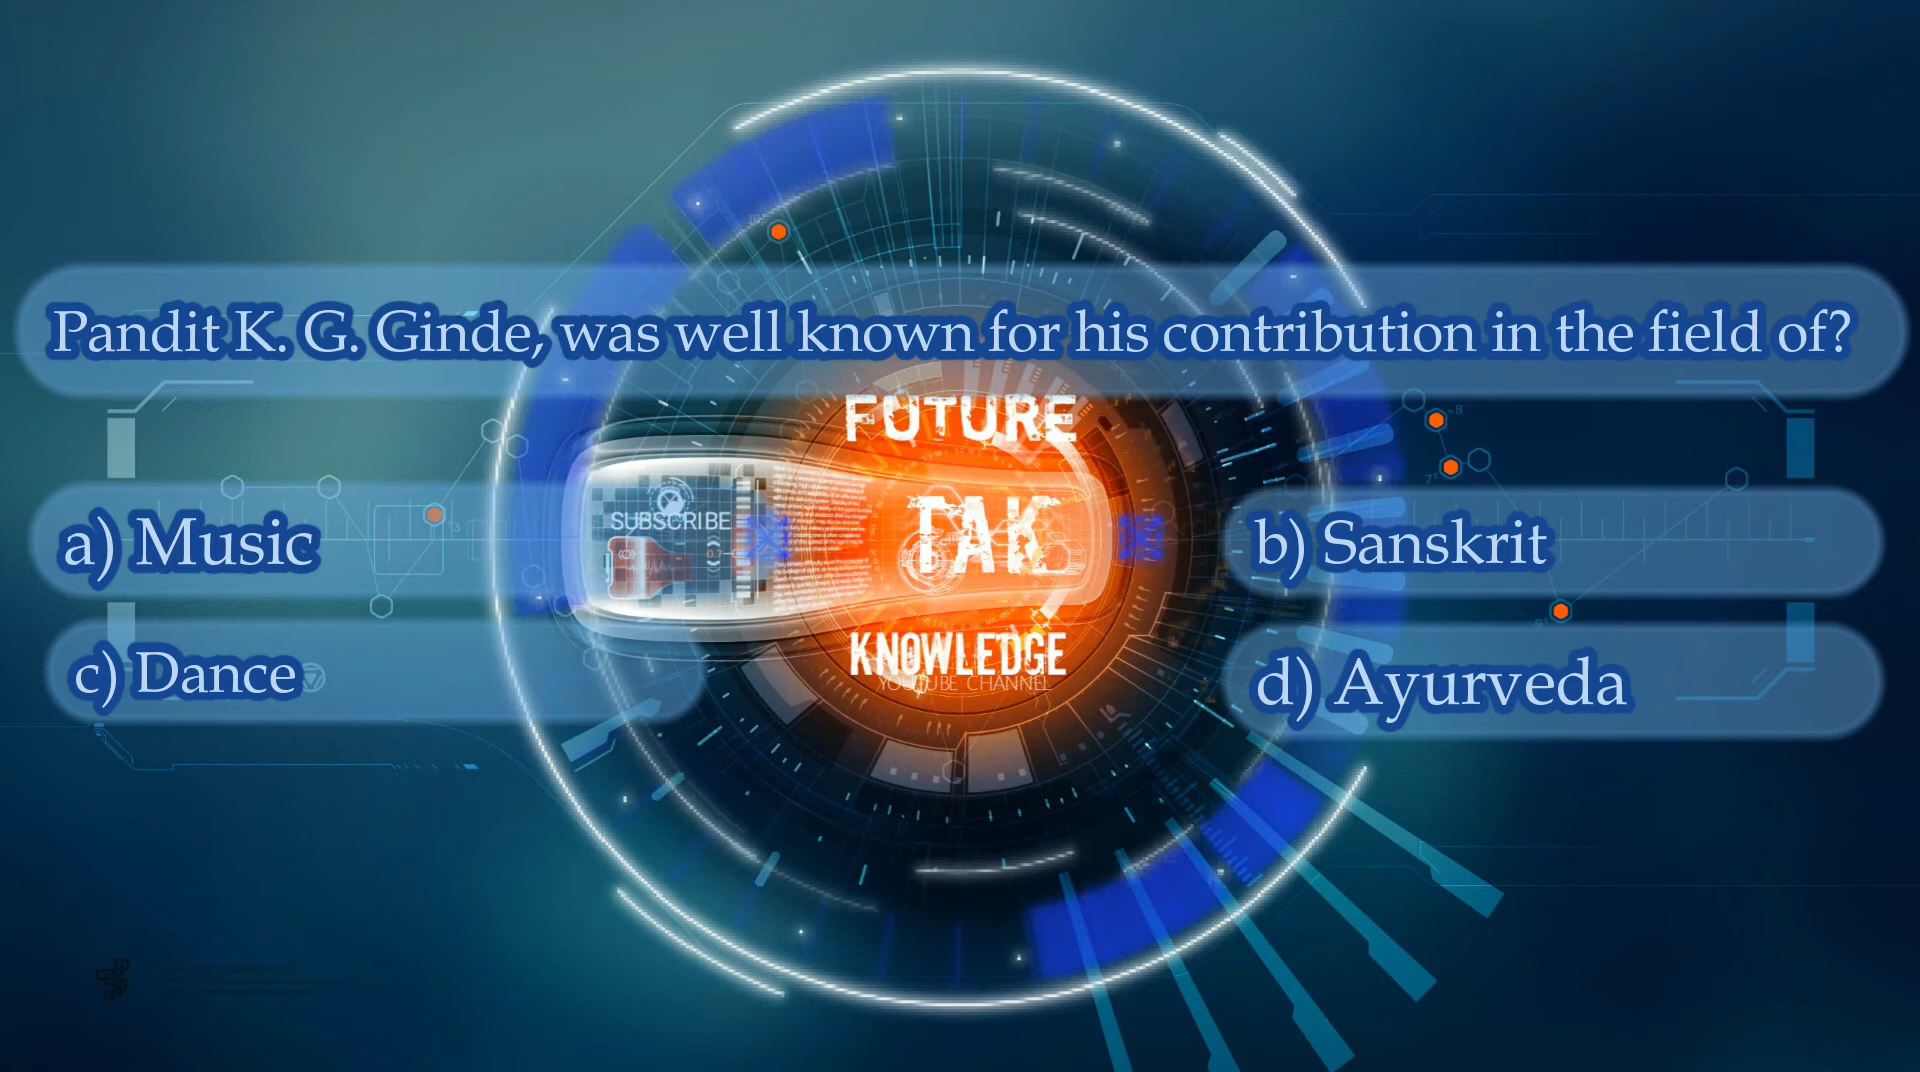 Pandit K. G. Ginde, was well known for his contribution in the field of?
FUTURE
a) Music
SUBSCRIBE
TAK
b) Sanskrit
c) Dance
KNOWLEDGE
YOUTUBE CHANNEL
d) Ayurveda